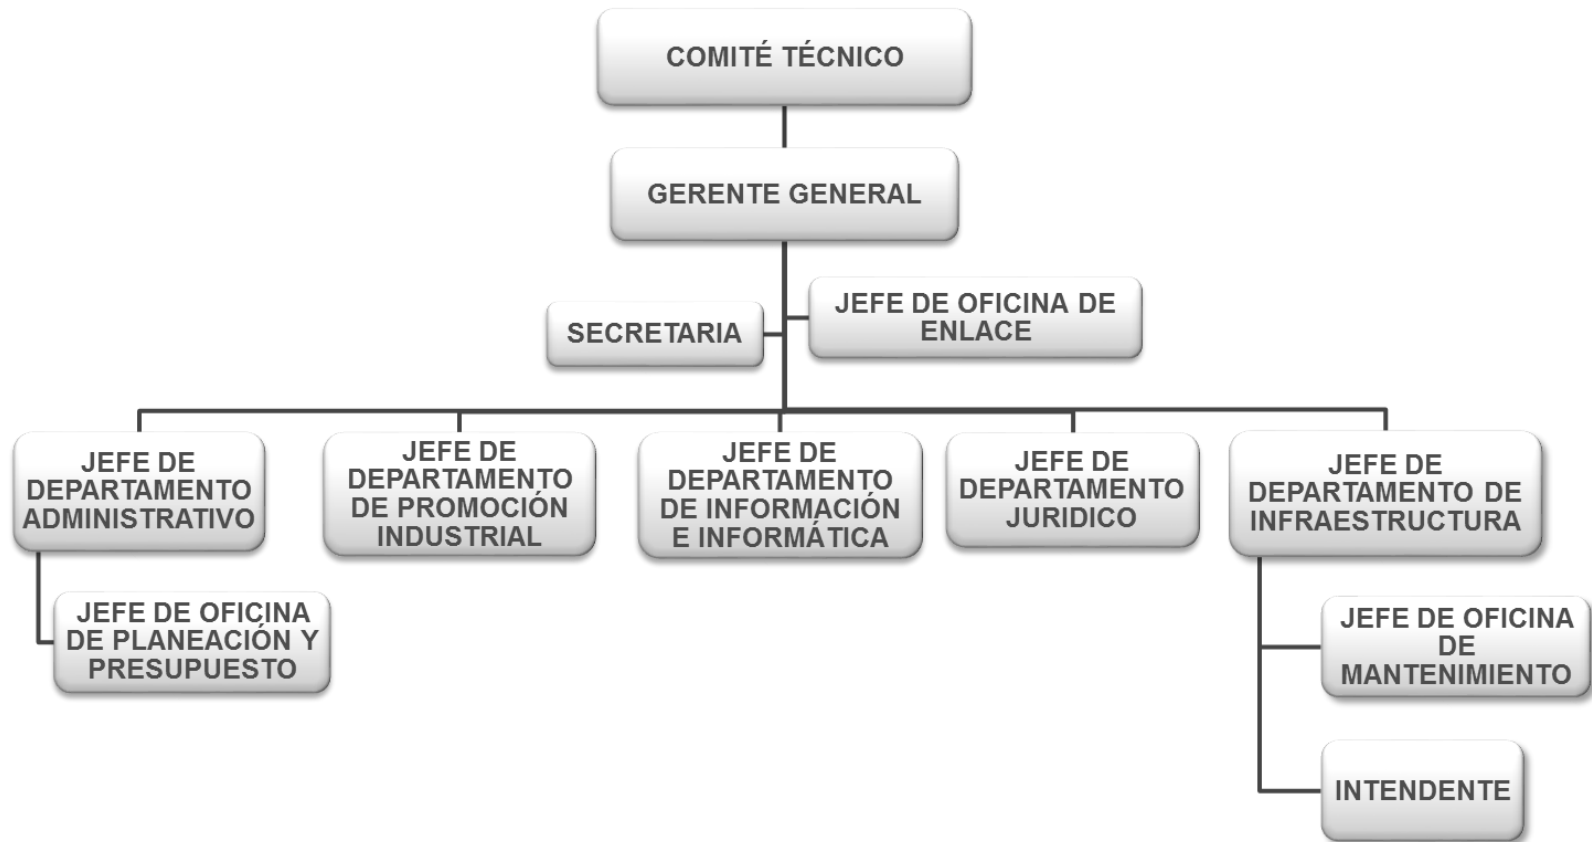 COMITÉ TÉCNICO
GERENTE GENERAL
SECRETARIA
JEFE DE OFICINA DE
ENLACE
JEFE DE
DEPARTAMENTO
ADMINISTRATIVO
JEFE DE
DEPARTAMENTO
DE PROMOCIÓN
INDUSTRIAL
JEFE DE
DEPARTAMENTO
DE INFORMACIÓN
E INFORMÁTICA
JEFE DE
DEPARTAMENTO
JURIDICO
JEFE DE
DEPARTAMENTO DE
INFRAESTRUCTURA
JEFE DE OFICINA
DE PLANEACIÓN Y
PRESUPUESTO
JEFE DE OFICINA
DE
MANTENIMIENTO
INTENDENTE